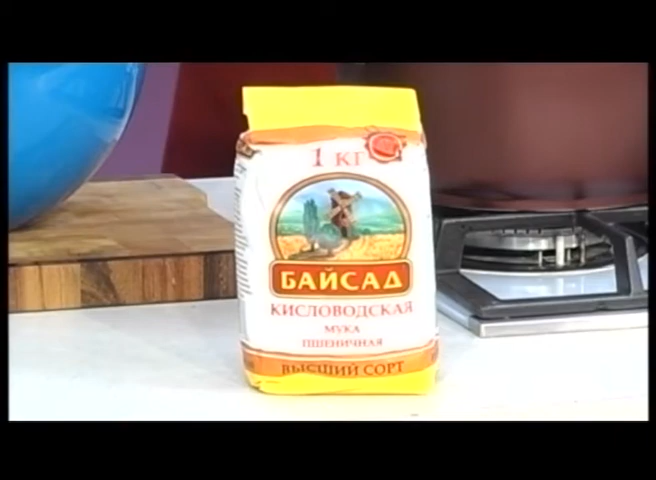 1 КГ
БАЙСАД
КИСЛОВОДСКАЯ
МУКА
ПШЕНИЧНАЯ
ВЫСШИЙ СОРТ